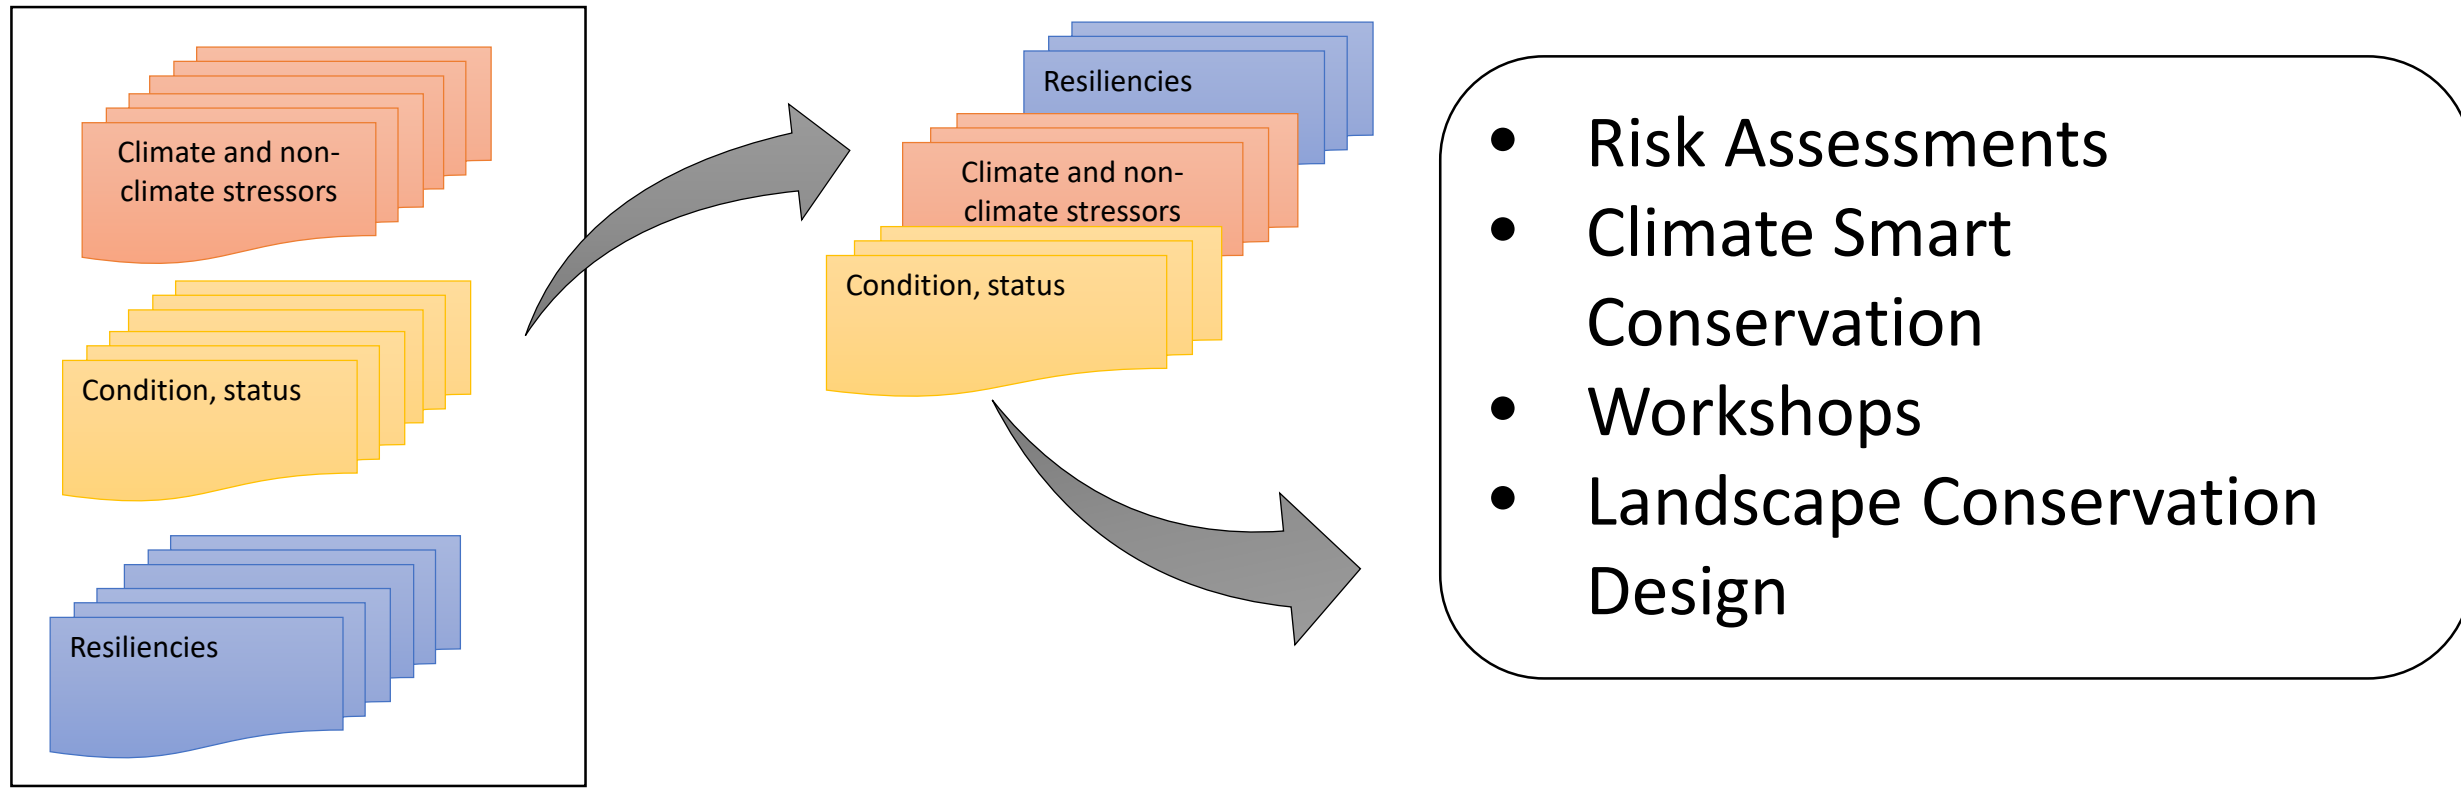 Climate and non-
climate stressors
Condition, status
Resiliencies
Resiliencies
Climate and non-
climate stressors
Condition, status
• Risk Assessments
• Climate Smart
Conservation
• Workshops
• Landscape Conservation
Design